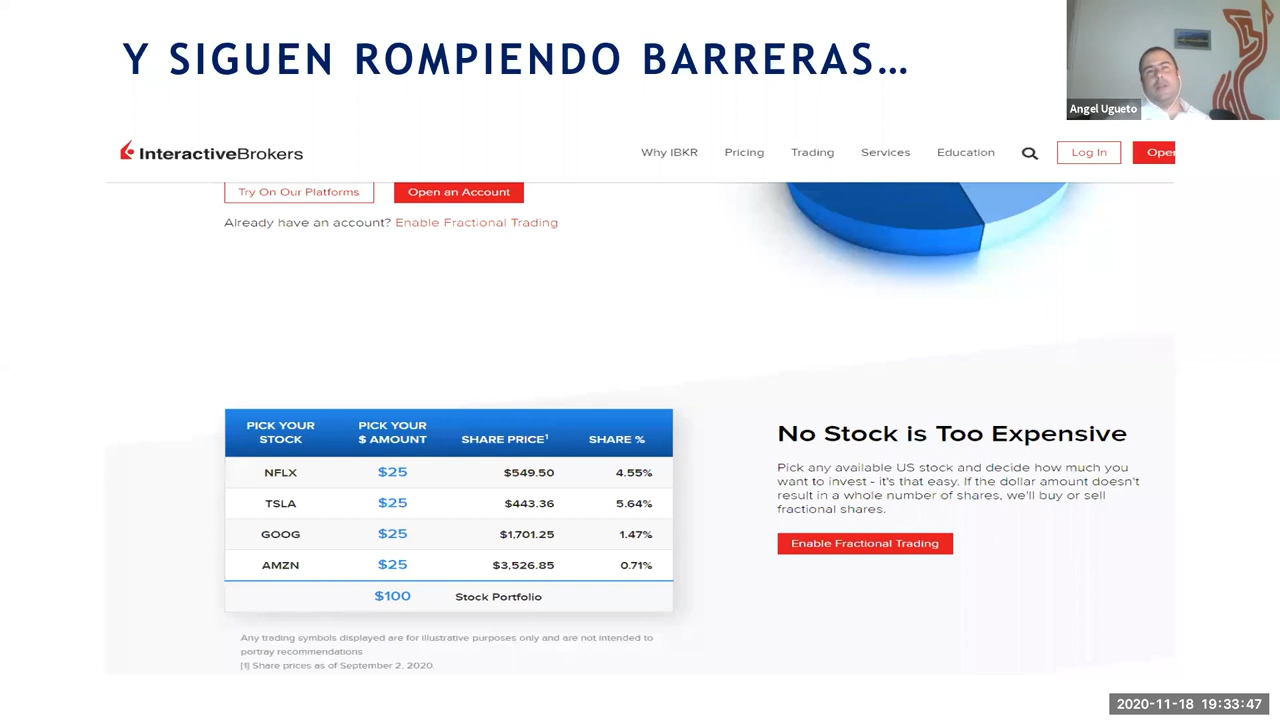 Y SIGUEN ROMPIENDO BARRERAS…
Angel Ugueto
InteractiveBrokers
Why IBKR Pricing Trading Services Education Log In Open
Try On Our Platforms Open an Account
Already have an account? Enable Fractional Trading
PICK YOUR STOCK PICK YOUR $ AMOUNT SHARE PRICE1 SHARE %
NFLX $25 $549.50 4.55%
TSLA $25 $443.36 5.64%
GOOG $25 $1,701.25 1.47%
AMZN $25 $3,526.85 0.71%
$100 Stock Portfolio
Any trading symbols displayed are for illustrative purposes only and are not intended to
portray recommendations
[1] Share prices as of September 2, 2020.
No Stock is Too Expensive
Pick any available US stock and decide how much you
want to invest - it's that easy. If the dollar amount doesn't
result in a whole number of shares, we'll buy or sell
fractional shares.
Enable Fractional Trading
2020-11-18 19:33:47